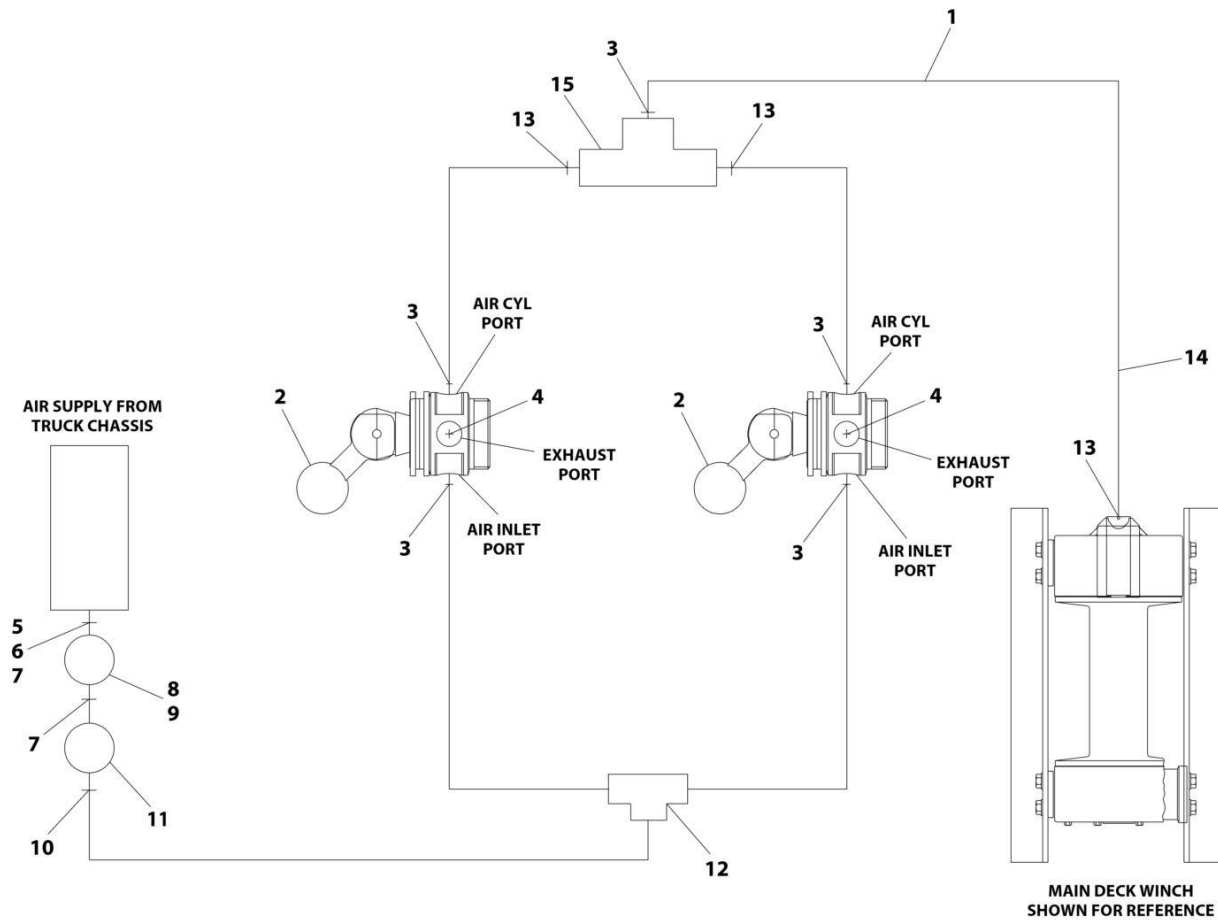 1
3
15
13
13
3
AIR CYL
PORT
3
AIR CYL
PORT
14
AIR SUPPLY FROM
TRUCK CHASSIS
2
4
2
4
EXHAUST
PORT
EXHAUST
PORT
13
3
AIR INLET
PORT
3
AIR INLET
PORT
5
6
7
8
9
7
11
10
12
MAIN DECK WINCH
SHOWN FOR REFERENCE